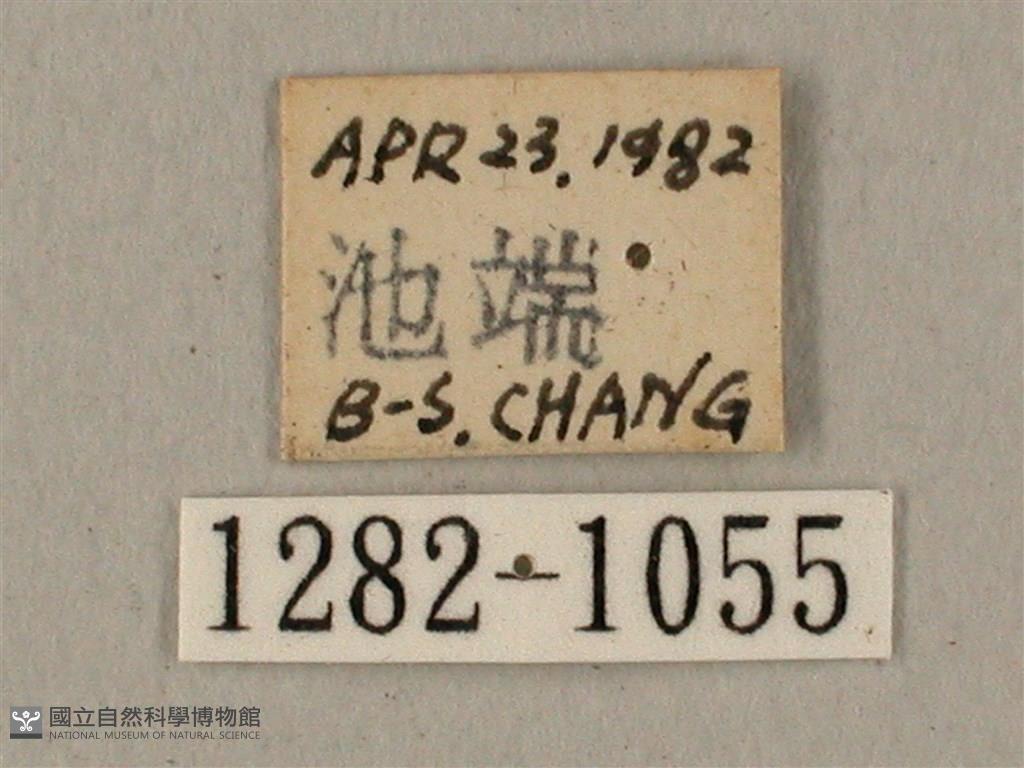 APR 23. 1982
池端
B-S. CHANG
1282-1055
國立自然科學博物館
NATIONAL MUSEUM OF NATURAL SCIENCE